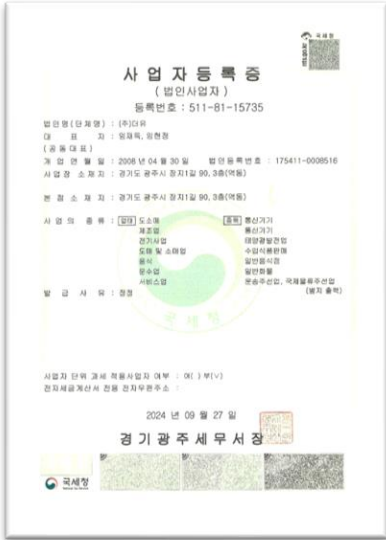 국세청
사업자등록증
( 법인사업자 )
등록번호 : 511-81-15735
법인명(단체명) : (주)더유
대 표 자 : 임재욱, 임현정
(공동대표)
개 업 연 월 일 : 2008 년 04 월 30 일 법인등록번호 : 175411-0008516
사업장 소재지 : 경기도 광주시 장지1길 90, 3층(역동)
본 점 소 재 지 : 경기도 광주시 장지1길 90, 3층(역동)
사 업 의 종 류 : 업태 도소매 종목 통신기기
제조업 통신기기
전기사업 태양광발전업
도매 및 소매업 수입식품판매
음식 일반음식점
운수업 일반화물
서비스업 운송주선업, 국제물류주선업
(별지 출력)
발 급 사 유 : 정정
국세청
사업자 단위 과세 적용사업자 여부 : 여( ) 부(√)
전자세금계산서 전용 전자우편주소 :
2024 년 09 월 27 일
경기광주세무서장
국세청